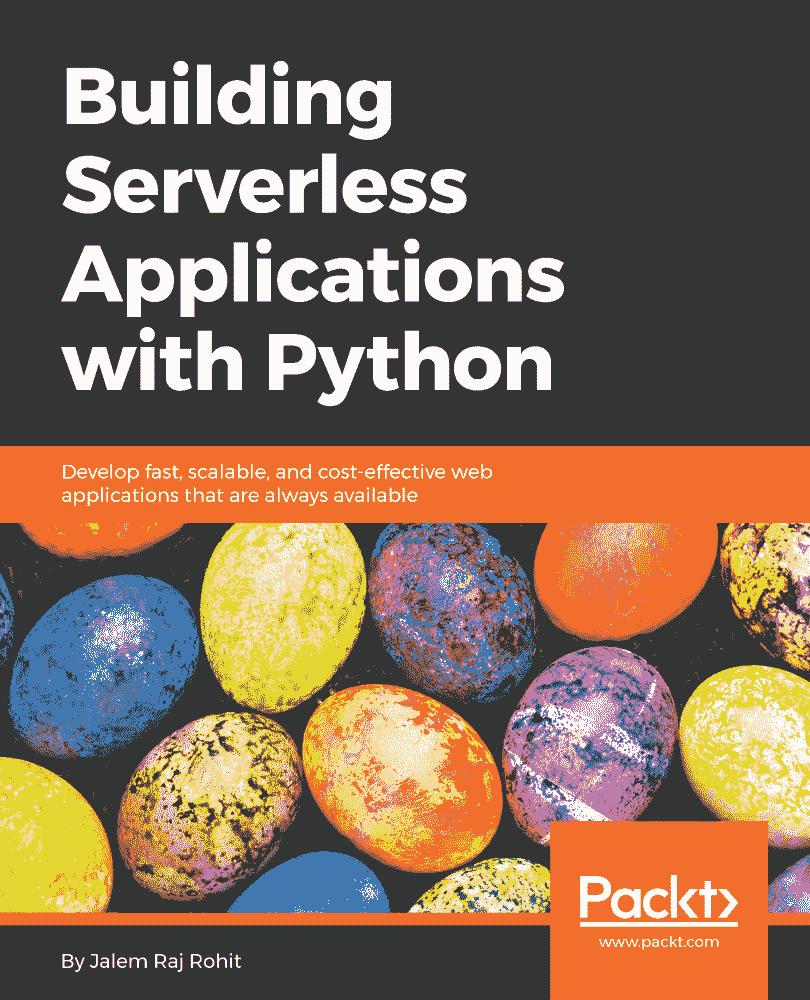 Building
Serverless
Applications
with Python
Develop fast, scalable, and cost-effective web
applications that are always available
Packt>
www.packt.com
By Jalem Raj Rohit